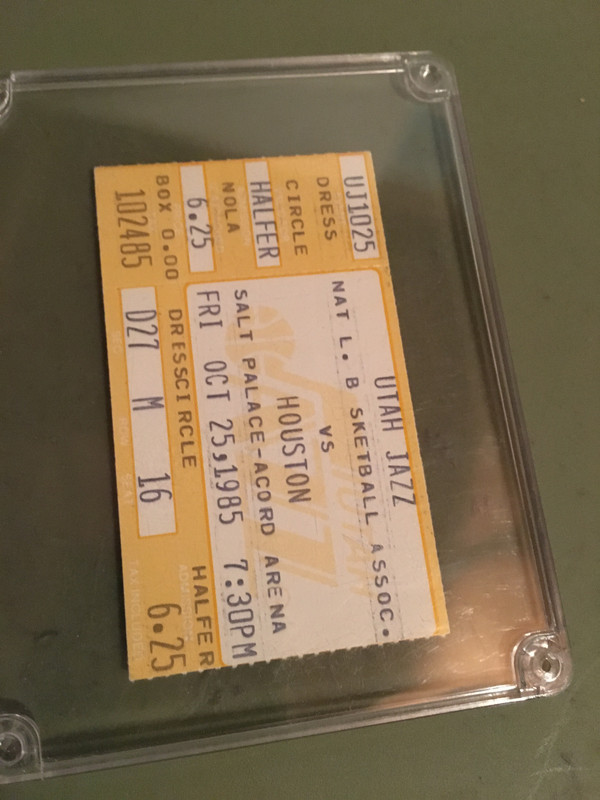 UJ1025
DRESS
CIRCLE
HALFER
NOLA
6.25
BOX 0.00
102485
UTAH JAZZ
NAT L. B SKETBALL ASSOC.
VS
HOUSTON
SALT PALACE-ACORD ARENA
FRI OCT 25,1985 7:30PM
DRESSCIRCLE
HALFER
D27 M 16
6.25